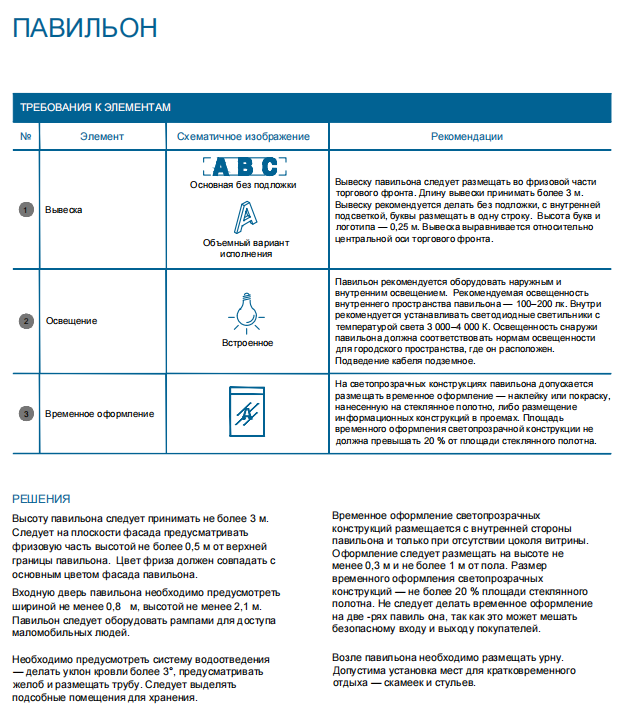 ПАВИЛЬОН
ТРЕБОВАНИЯ К ЭЛЕМЕНТАМ
№ Элемент Схематичное изображение Рекомендации
1
Вывеска
A B C
Основная без подложки
A
Объемный вариант
исполнения
Вывеску павильона следует размещать во фризовой части
торгового фронта. Длину вывески принимать более 3 м.
Вывеску рекомендуется делать без подложки, с внутренней
подсветкой, буквы размещать в одну строку. Высота букв и
логотипа — 0,25 м. Вывеска выравнивается относительно
центральной оси торгового фронта.
2
Освещение
Встроенное
Павильон рекомендуется оборудовать наружным и
внутренним освещением. Рекомендуемая освещенность
внутреннего пространства павильона — 100–200 лк. Внутри
рекомендуется устанавливать светодиодные светильники с
температурой света 3 000–4 000 К. Освещенность снаружи
павильона должна соответствовать нормам освещенности
для городского пространства, где он расположен.
Подведение кабеля подземное.
3
Временное оформление
A
На светопрозрачных конструкциях павильона допускается
размещать временное оформление — наклейку или покраску,
нанесенную на стеклянное полотно, либо размещение
информационных конструкций в проемах. Площадь
временного оформления светопрозрачной конструкции не
должна превышать 20 % от площади стеклянного полотна.
РЕШЕНИЯ
Высоту павильона следует принимать не более 3 м.
Следует на плоскости фасада предусматривать
фризовую часть высотой не более 0,5 м от верхней
границы павильона. Цвет фриза должен совпадать с
основным цветом фасада павильона.
Входную дверь павильона необходимо предусмотреть
шириной не менее 0,8 м, высотой не менее 2,1 м.
Павильон следует оборудовать рампами для доступа
маломобильных людей.
Необходимо предусмотреть систему водоотведения
— делать уклон кровли более 3°, предусматривать
желоб и размещать трубу. Следует выделять
подсобные помещения для хранения.
Временное оформление светопрозрачных
конструкций размещается с внутренней стороны
павильона и только при отсутствии цоколя витрины.
Оформление следует размещать на высоте не
менее 0,3 м и не более 1 м от пола. Размер
временного оформления светопрозрачных
конструкций — не более 20 % площади стеклянного
полотна. Не следует делать временное оформление
на две -рях павиль она, так как это может мешать
безопасному входу и выходу покупателей.
Возле павильона необходимо размещать урну.
Допустима установка мест для кратковременного
отдыха — скамеек и стульев.